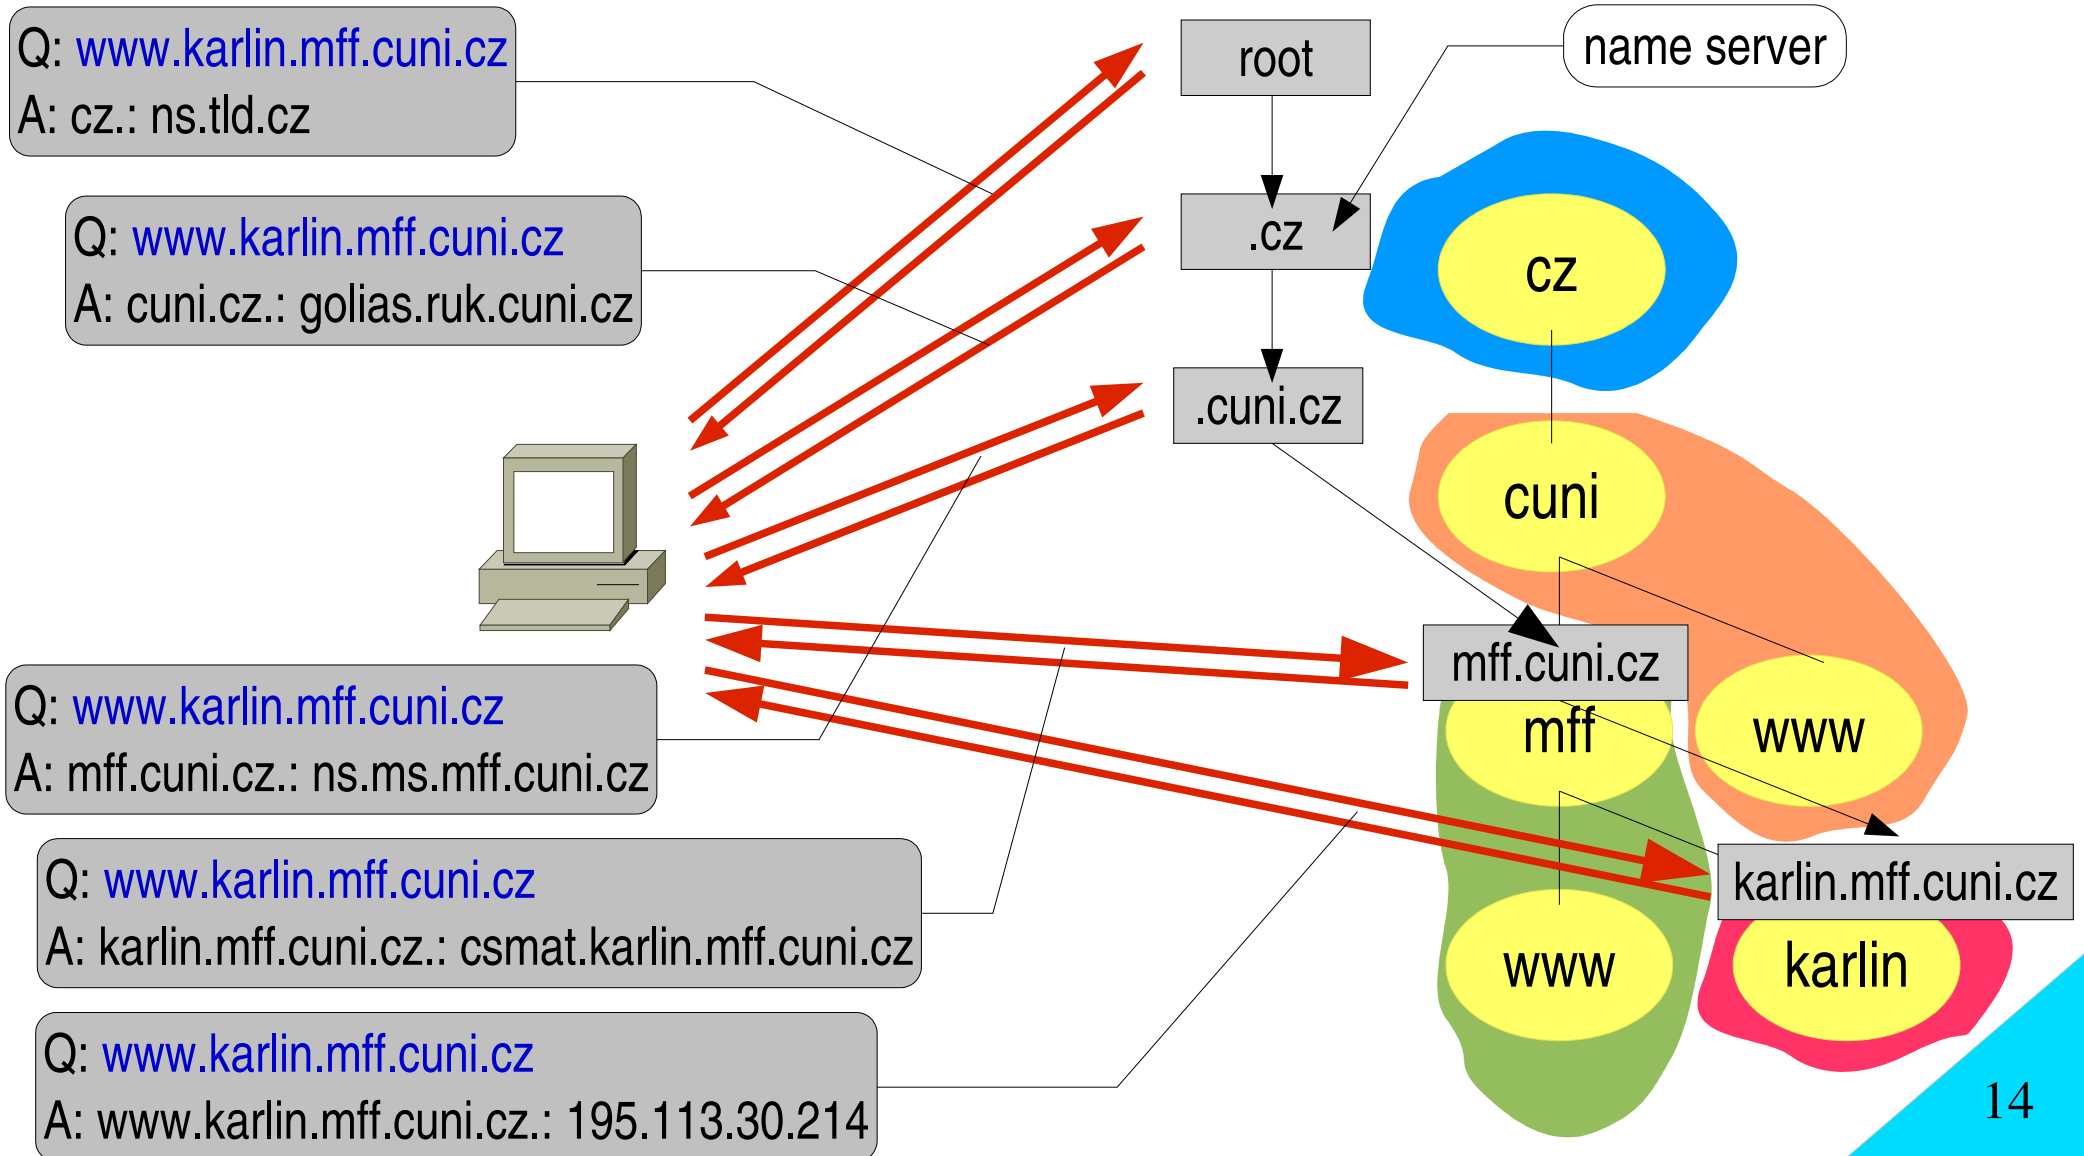 Q: www.karlin.mff.cuni.cz
A: cz.: ns.tld.cz
Q: www.karlin.mff.cuni.cz
A: cuni.cz.: golias.ruk.cuni.cz
Q: www.karlin.mff.cuni.cz
A: mff.cuni.cz.: ns.ms.mff.cuni.cz
Q: www.karlin.mff.cuni.cz
A: karlin.mff.cuni.cz.: csmat.karlin.mff.cuni.cz
Q: www.karlin.mff.cuni.cz
A: www.karlin.mff.cuni.cz.: 195.113.30.214
root
name server
.cz
cz
.cuni.cz
cuni
mff.cuni.cz
mff
www
karlin.mff.cuni.cz
www
karlin
14